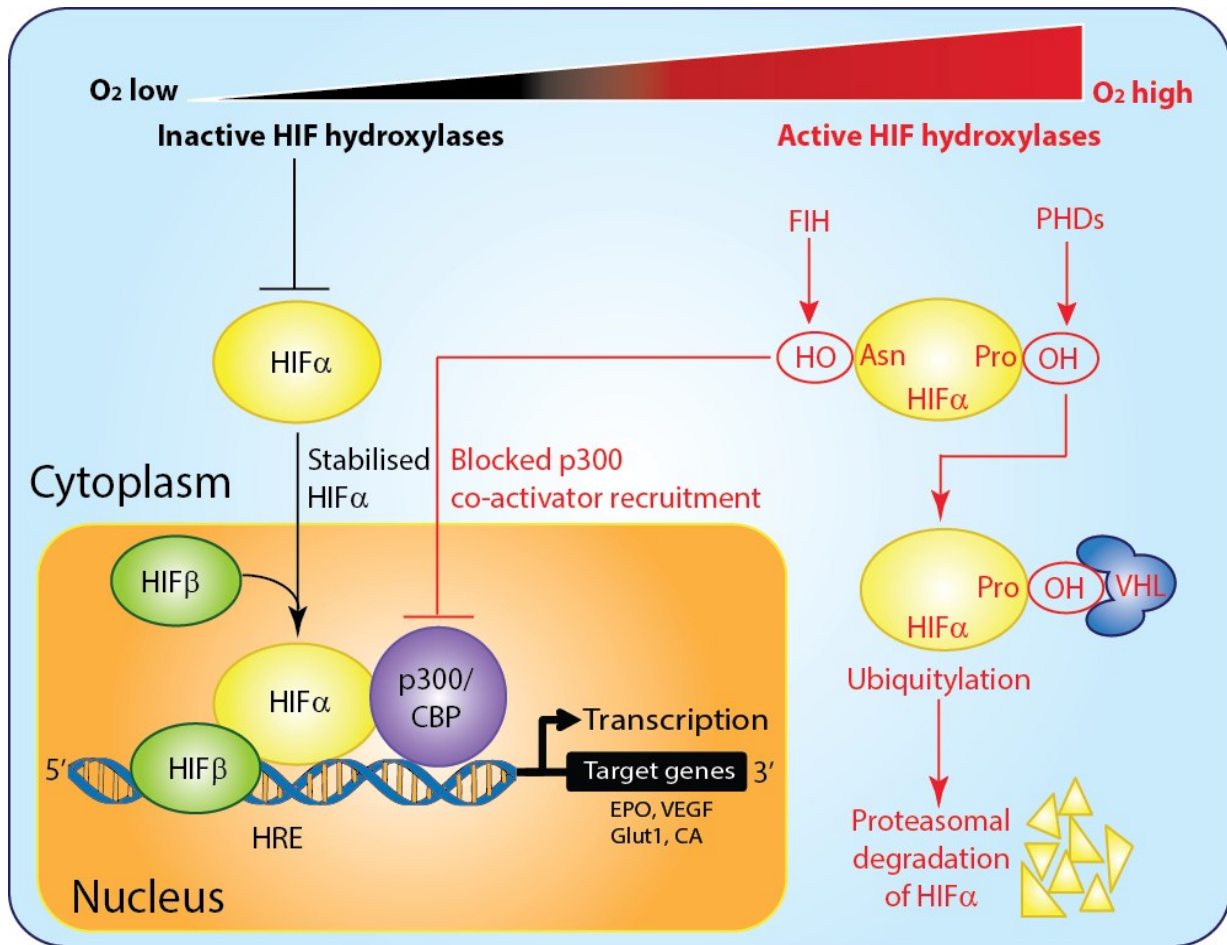 O₂ low
O₂ high
Inactive HIF hydroxylases
Active HIF hydroxylases
FIH
PHDs
HIFα
HO
Asn
Pro
OH
HIFα
Stabilised
HIFα
Blocked p300
co-activator recruitment
Cytoplasm
HIFβ
Pro
OH
VHL
HIFα
Ubiquitylation
HIFα
p300/
CBP
Transcription
5′
HIFβ
Target genes
3′
EPO, VEGF
Glut1, CA
HRE
Proteasomal
degradation
of HIFα
Nucleus